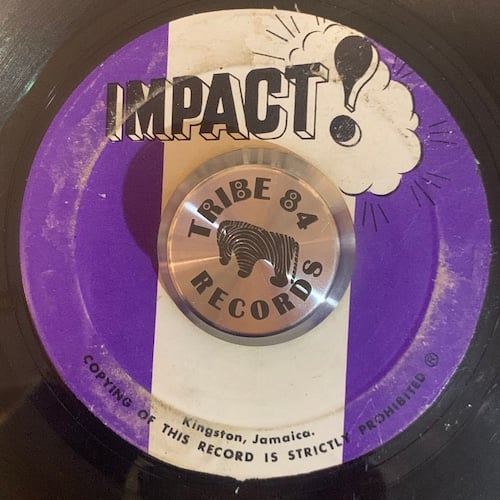 IMPACT!
TRIBE 84
RECORDS
Kingston, Jamaica.
COPYING OF THIS RECORD IS STRICTLY PROHIBITED ®